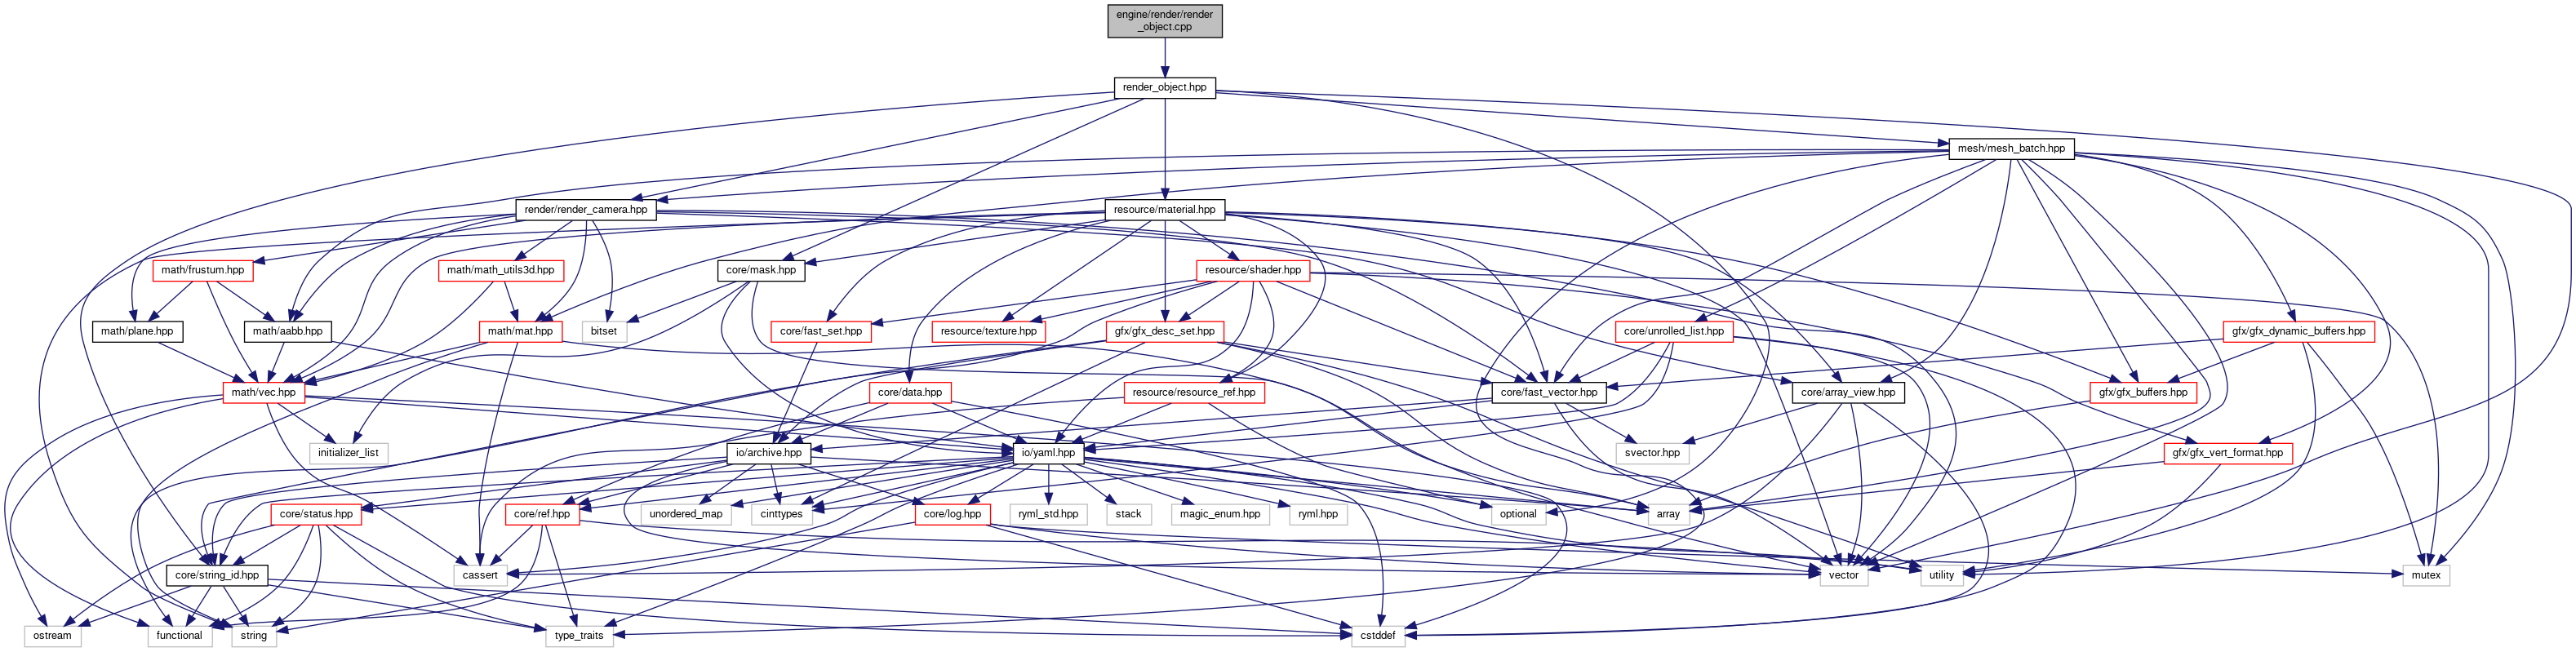 engine/render/render
_object.cpp
render_object.hpp
mesh/mesh_batch.hpp
render/render_camera.hpp
resource/material.hpp
math/frustum.hpp
math/math_utils3d.hpp
core/mask.hpp
resource/shader.hpp
math/plane.hpp
math/aabb.hpp
math/mat.hpp
bitset
core/fast_set.hpp
resource/texture.hpp
gfx/gfx_desc_set.hpp
core/unrolled_list.hpp
gfx/gfx_dynamic_buffers.hpp
math/vec.hpp
core/data.hpp
resource/resource_ref.hpp
core/fast_vector.hpp
core/array_view.hpp
gfx/gfx_buffers.hpp
initializer_list
io/archive.hpp
io/yaml.hpp
svector.hpp
gfx/gfx_vert_format.hpp
core/status.hpp
core/ref.hpp
unordered_map
cinttypes
core/log.hpp
ryml_std.hpp
stack
magic_enum.hpp
ryml.hpp
optional
array
core/string_id.hpp
cassert
vector
utility
mutex
ostream
functional
string
type_traits
cstddef